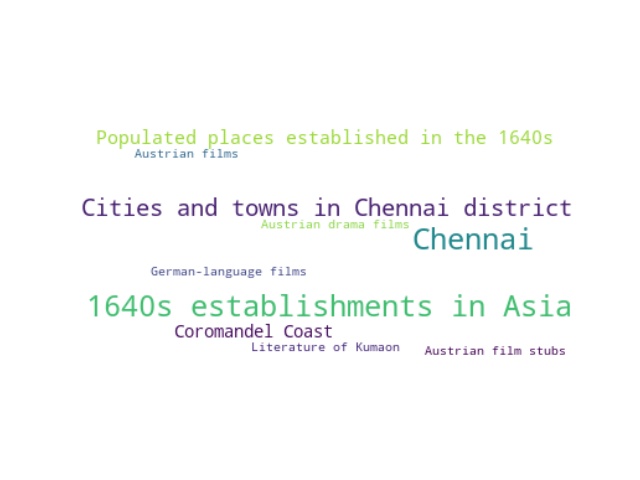 Populated places established in the 1640s
Austrian films
Cities and towns in Chennai district
Austrian drama films
Chennai
German-language films
1640s establishments in Asia
Coromandel Coast
Literature of Kumaon
Austrian film stubs